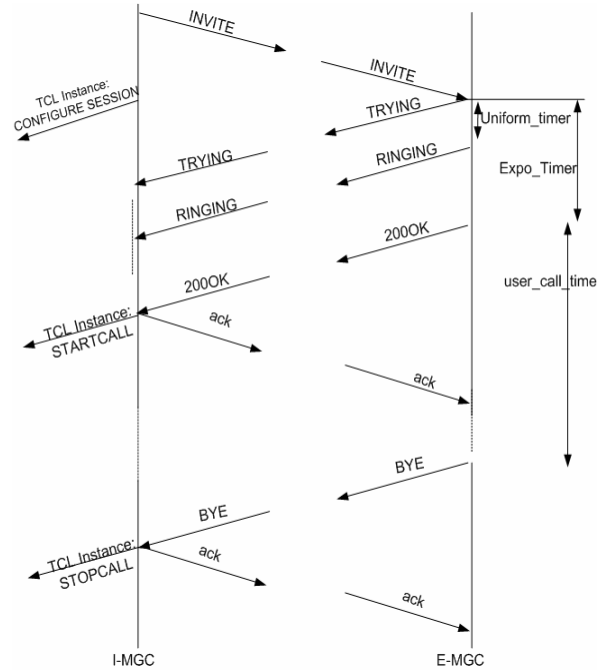 INVITE
INVITE
TCL Instance:
CONFIGURE SESSION
TRYING
Uniform_timer
RINGING
TRYING
Expo_Timer
RINGING
200OK
200OK
user_call_time
TCL Instance:
STARTCALL
ack
ack
BYE
BYE
TCL Instance:
STOPCALL
ack
ack
I-MGC
E-MGC